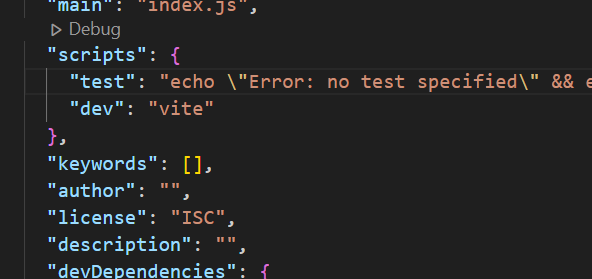 "main": "index.js",
Debug
"scripts": {
"test": "echo \"Error: no test specified\" && e
"dev": "vite"
},
"keywords": [],
"author": "",
"license": "ISC",
"description": "",
"devDependencies": {